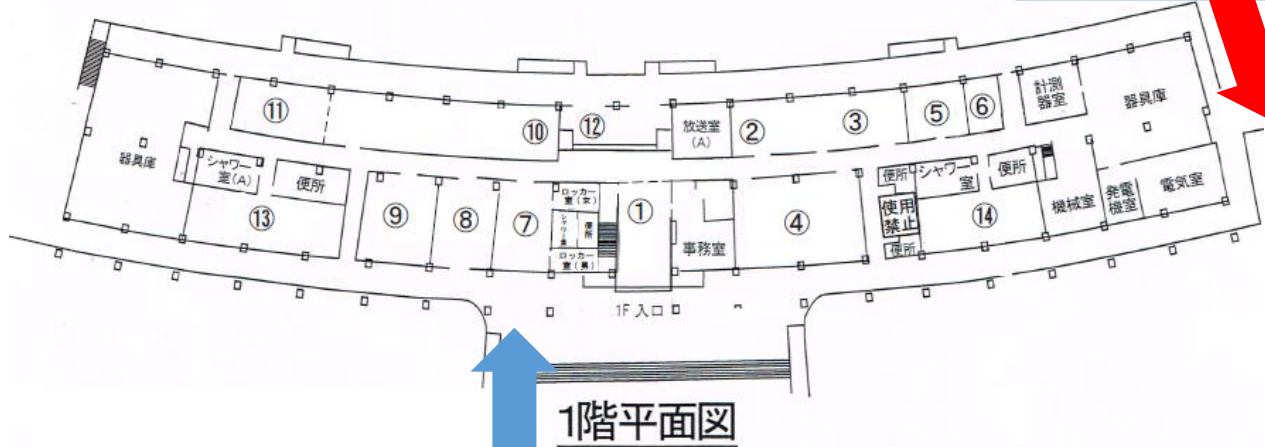 ⑪
⑩
⑫
放送室
(A)
②
③
⑤
⑥
計測
器室
器具庫
器具庫
シャワー
室(A)
便所
⑬
⑨
⑧
⑦
ロッカー
室(女)
シャワー室
便所
ロッカー
室(男)
①
事務室
④
便所
使用
禁止
便所
シャワー
室
便所
⑭
機械室
発電
機室
電気室
1F 入口
1階平面図